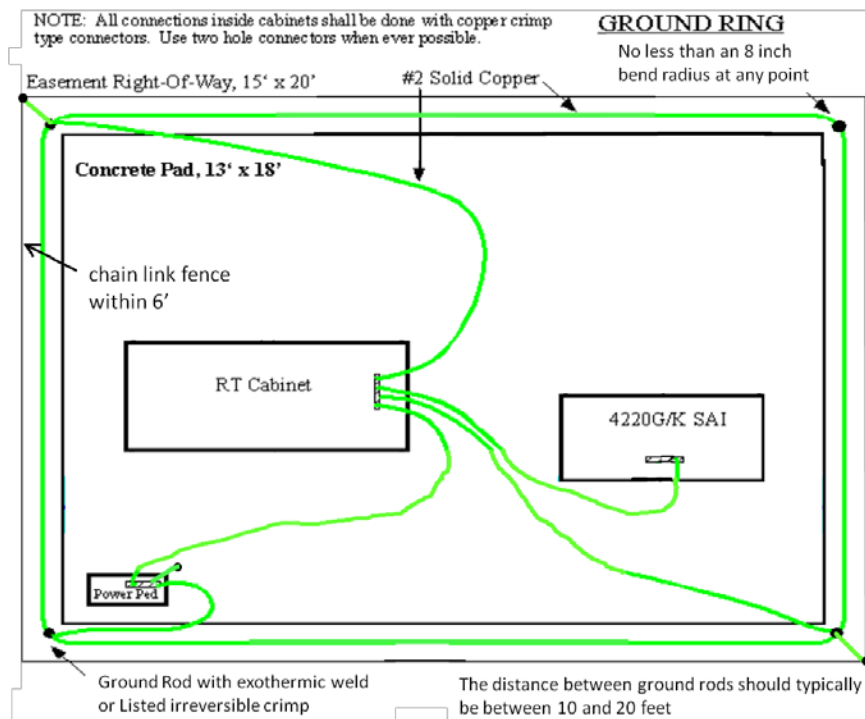 NOTE:  All connections inside cabinets shall be done with copper crimp
type connectors.  Use two hole connectors when ever possible.
GROUND RING
No less than an 8 inch
bend radius at any point
Easement Right-Of-Way, 15‘ x 20’
#2 Solid Copper
Concrete Pad, 13‘ x 18’
chain link fence
within 6’
RT Cabinet
4220G/K SAI
Power Ped
Ground Rod with exothermic weld
or Listed irreversible crimp
The distance between ground rods should typically
be between 10 and 20 feet